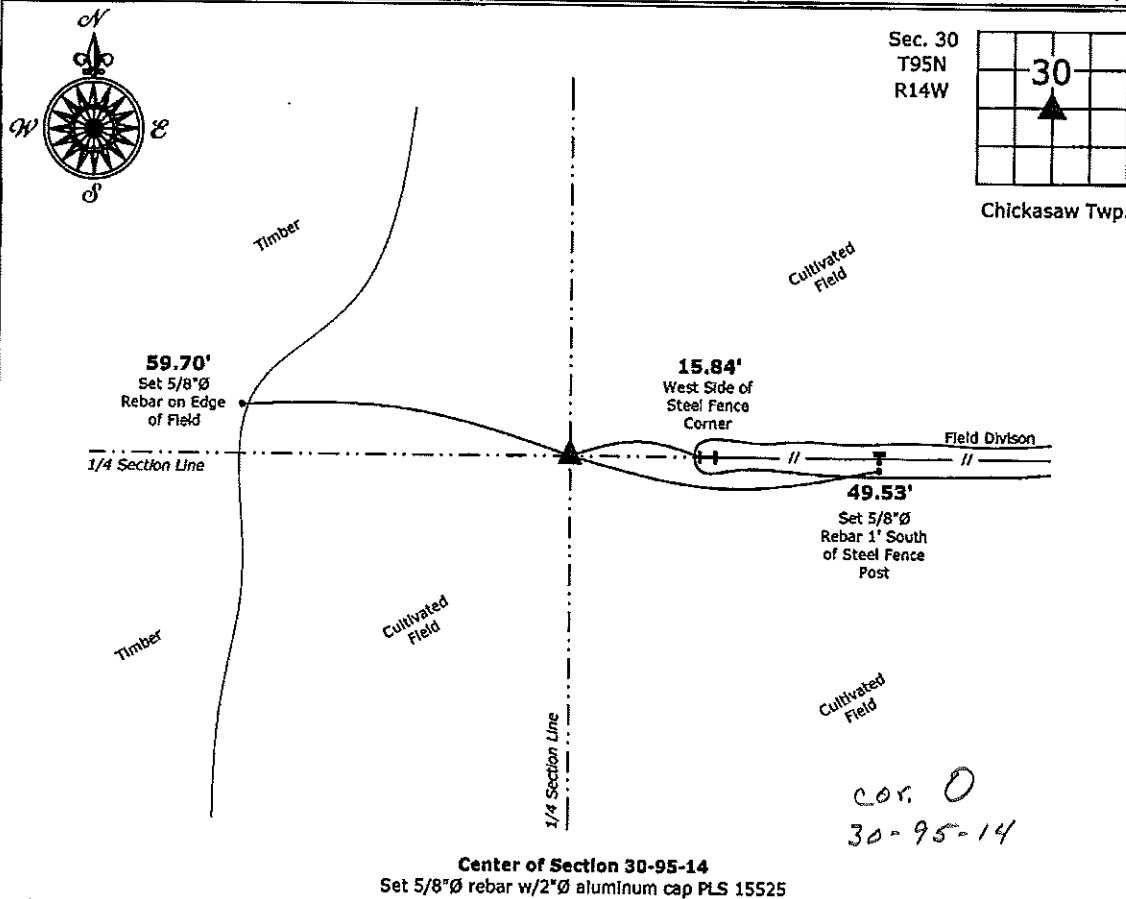 N
W
E
S
Sec. 30
T95N
R14W
30
Chickasaw Twp.
Timber
Cultivated
Field
59.70'
Set 5/8"Ø
Rebar on Edge
of Field
15.84'
West Side of
Steel Fence
Corner
Field Divison
1/4 Section Line
//
//
49.53'
Set 5/8"Ø
Rebar 1' South
of Steel Fence
Post
Timber
Cultivated
Field
Cultivated
Field
1/4 Section Line
cor. O
30-95-14
Center of Section 30-95-14
Set 5/8"Ø rebar w/2"Ø aluminum cap PLS 15525